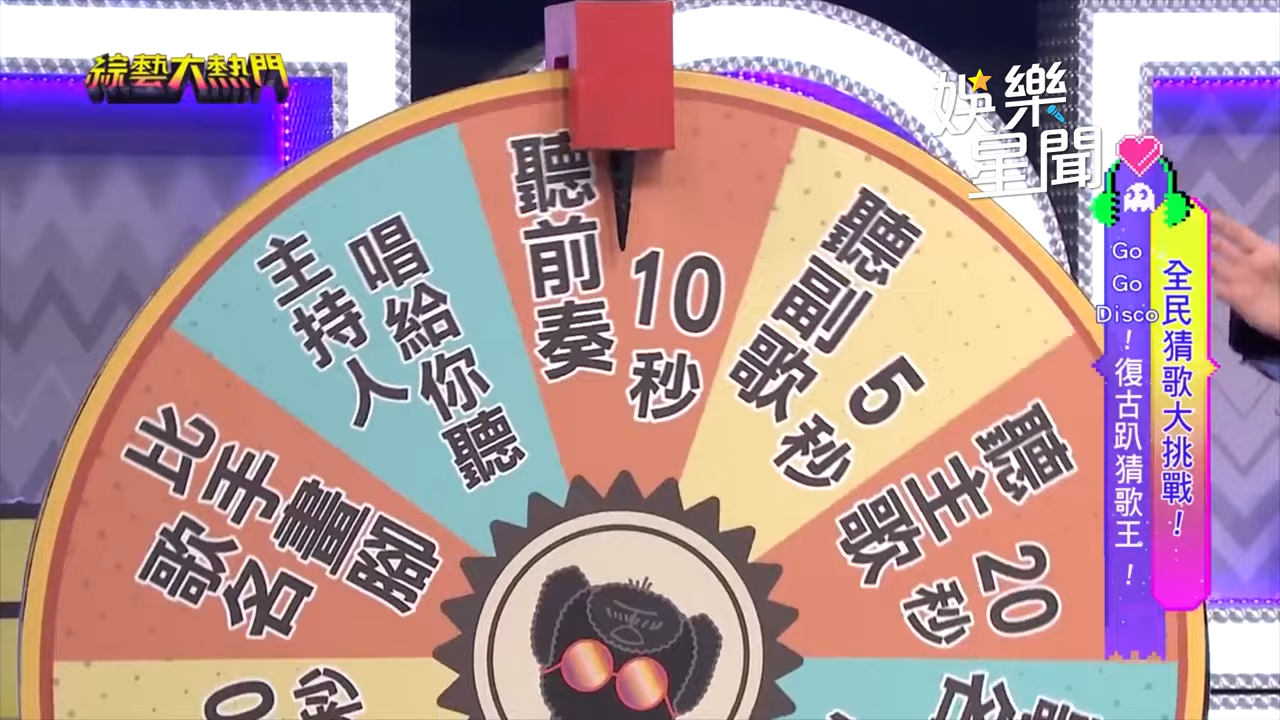 綜藝大熱門
娛樂
星聞
全民猜歌大挑戰！
Go
Go
Disco
！復古趴猜歌王！
比手畫腳
歌名
主持人
唱給你聽
聽前奏
10秒
聽副歌
5秒
聽主歌
20秒
秒